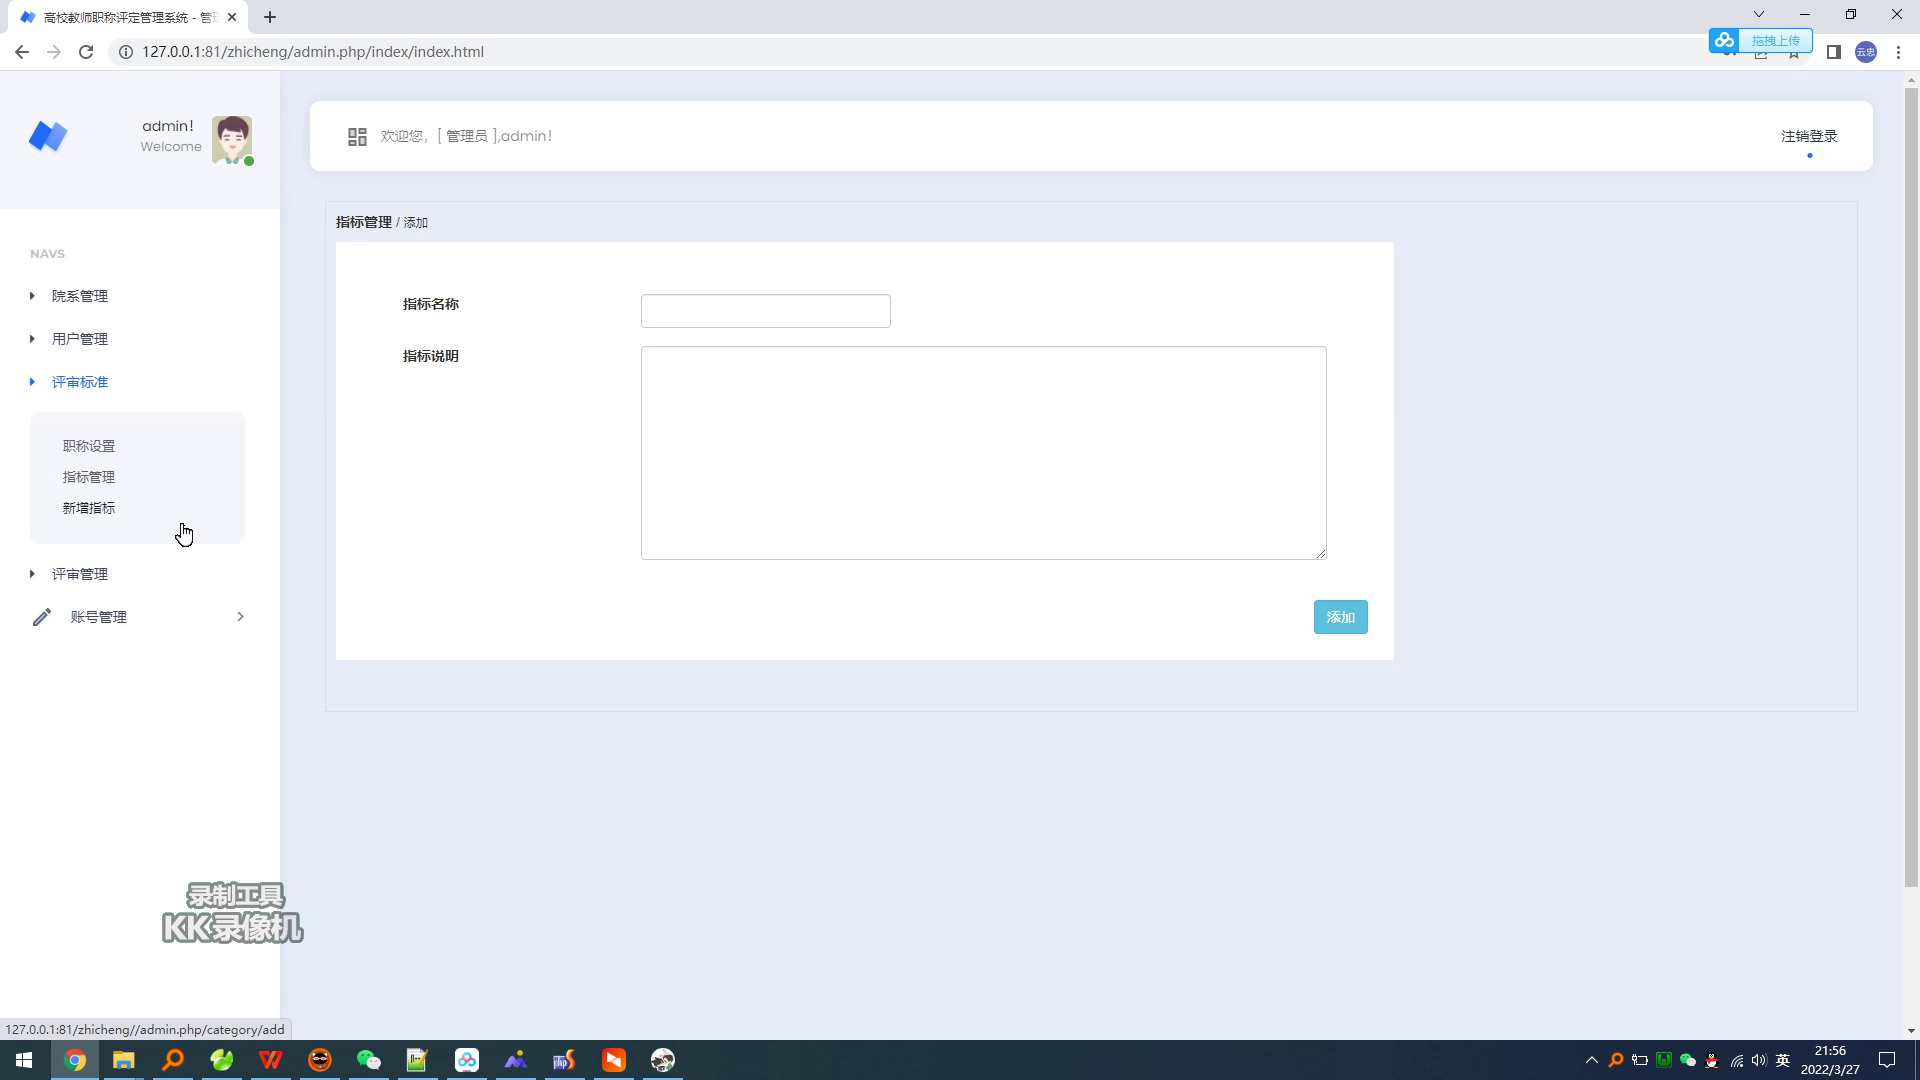 高校教师职称评定管理系统 - 管
127.0.0.1:81/zhicheng/admin.php/index/index.html
拖拽上传
云忠
admin!
Welcome
欢迎您，[ 管理员 ],admin!
注销登录
指标管理 / 添加
NAVS
院系管理
用户管理
评审标准
职称设置
指标管理
新增指标
评审管理
账号管理
指标名称
指标说明
添加
录制工具
KK录像机
127.0.0.1:81/zhicheng//admin.php/category/add
英
21:56
2022/3/27